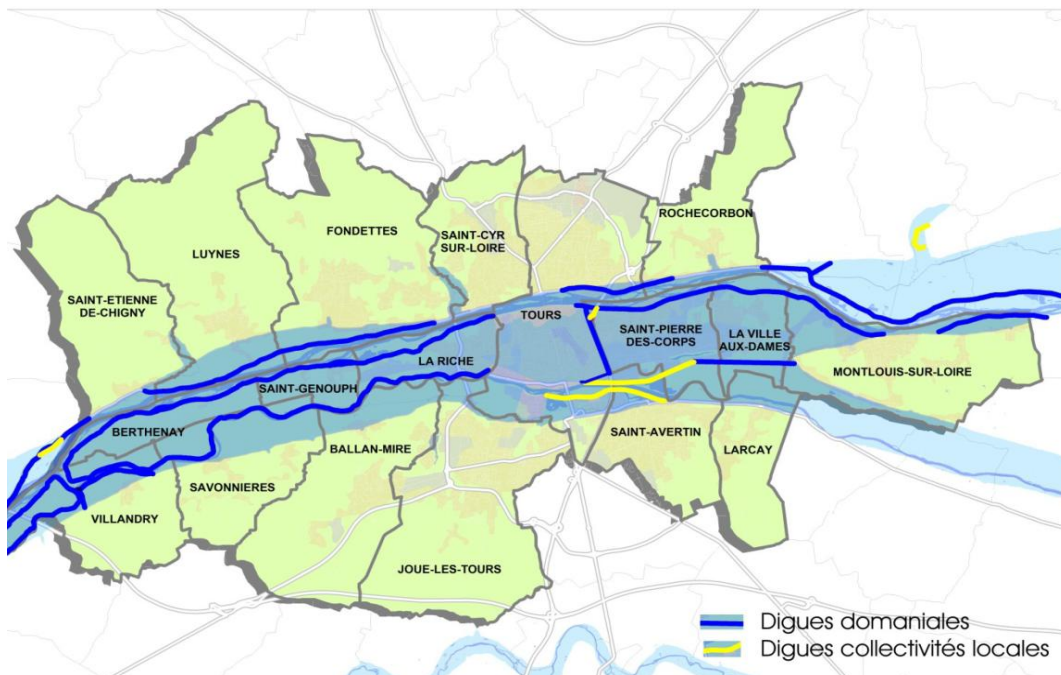 ROCHECORBON
FONDETTES
SAINT-CYR
SUR-LOIRE
LUYNES
SAINT-ETIENNE
DE-CHIGNY
TOURS
SAINT-PIERRE
DES-CORPS
LA VILLE
AUX-DAMES
LA RICHE
MONTLOUIS-SUR-LOIRE
SAINT-GENOUPH
BERTHENAY
SAINT-AVERTIN
BALLAN-MIRE
LARCAY
SAVONNIERES
VILLANDRY
JOUE-LES-TOURS
Digues domaniales
Digues collectivités locales